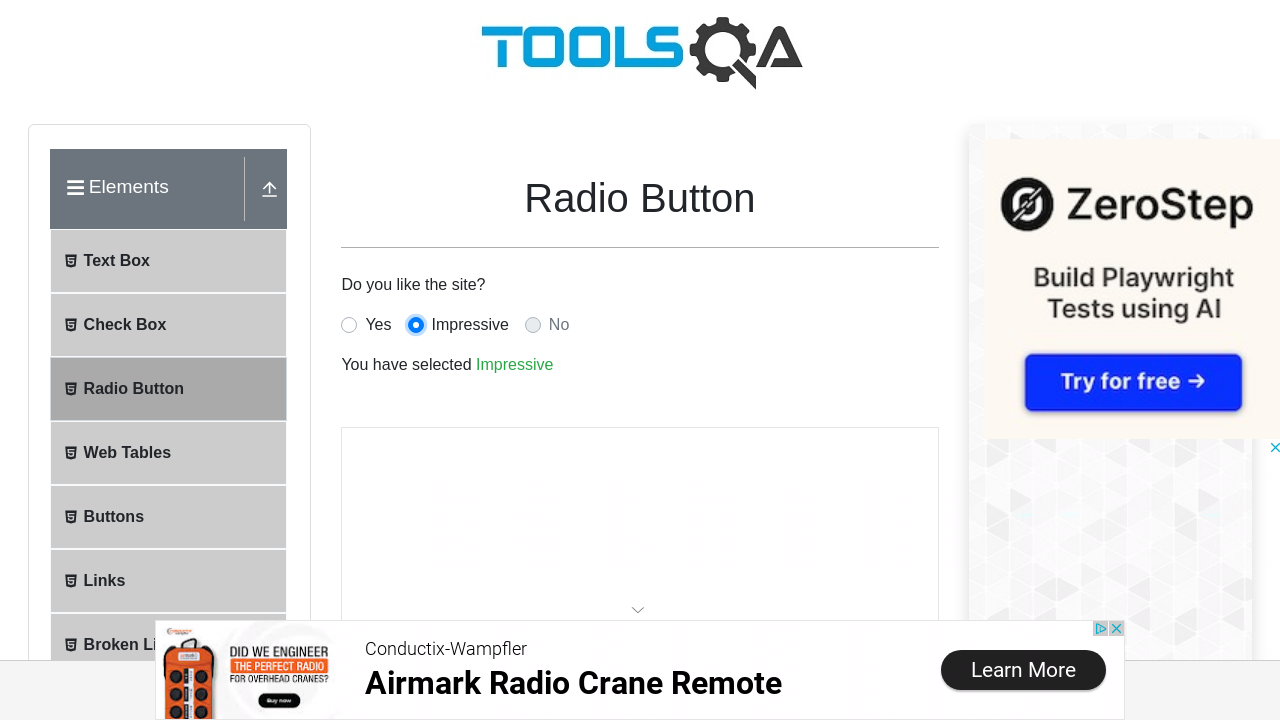 TOOLSQA
Elements
Text Box
Check Box
Radio Button
Web Tables
Buttons
Links
Broken Li
Radio Button
Do you like the site?
Yes
Impressive
No
You have selected Impressive
ZeroStep
Build Playwright
Tests using AI
Try for free →
DID WE ENGINEER
THE PERFECT RADIO
FOR OVERHEAD CRANES?
Buy now
Conductix-Wampfler
Airmark Radio Crane Remote
Learn More